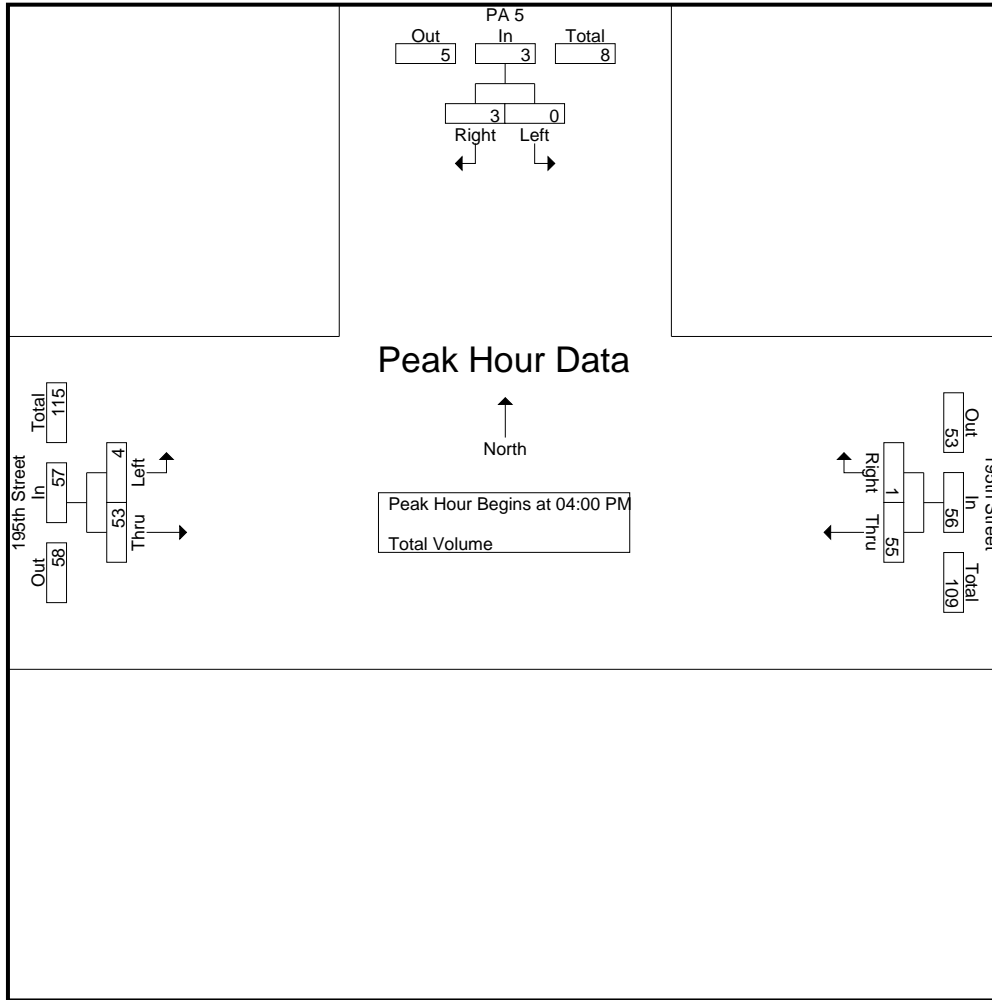 PA 5
Out In Total
5 3 8
3 0
Right Left
Peak Hour Data
North
Peak Hour Begins at 04:00 PM
Total Volume
195th Street
Out In Total
58 57 115
53 4
Thru Left
195th Street
Out In Total
53 56 109
1 55
Right Thru